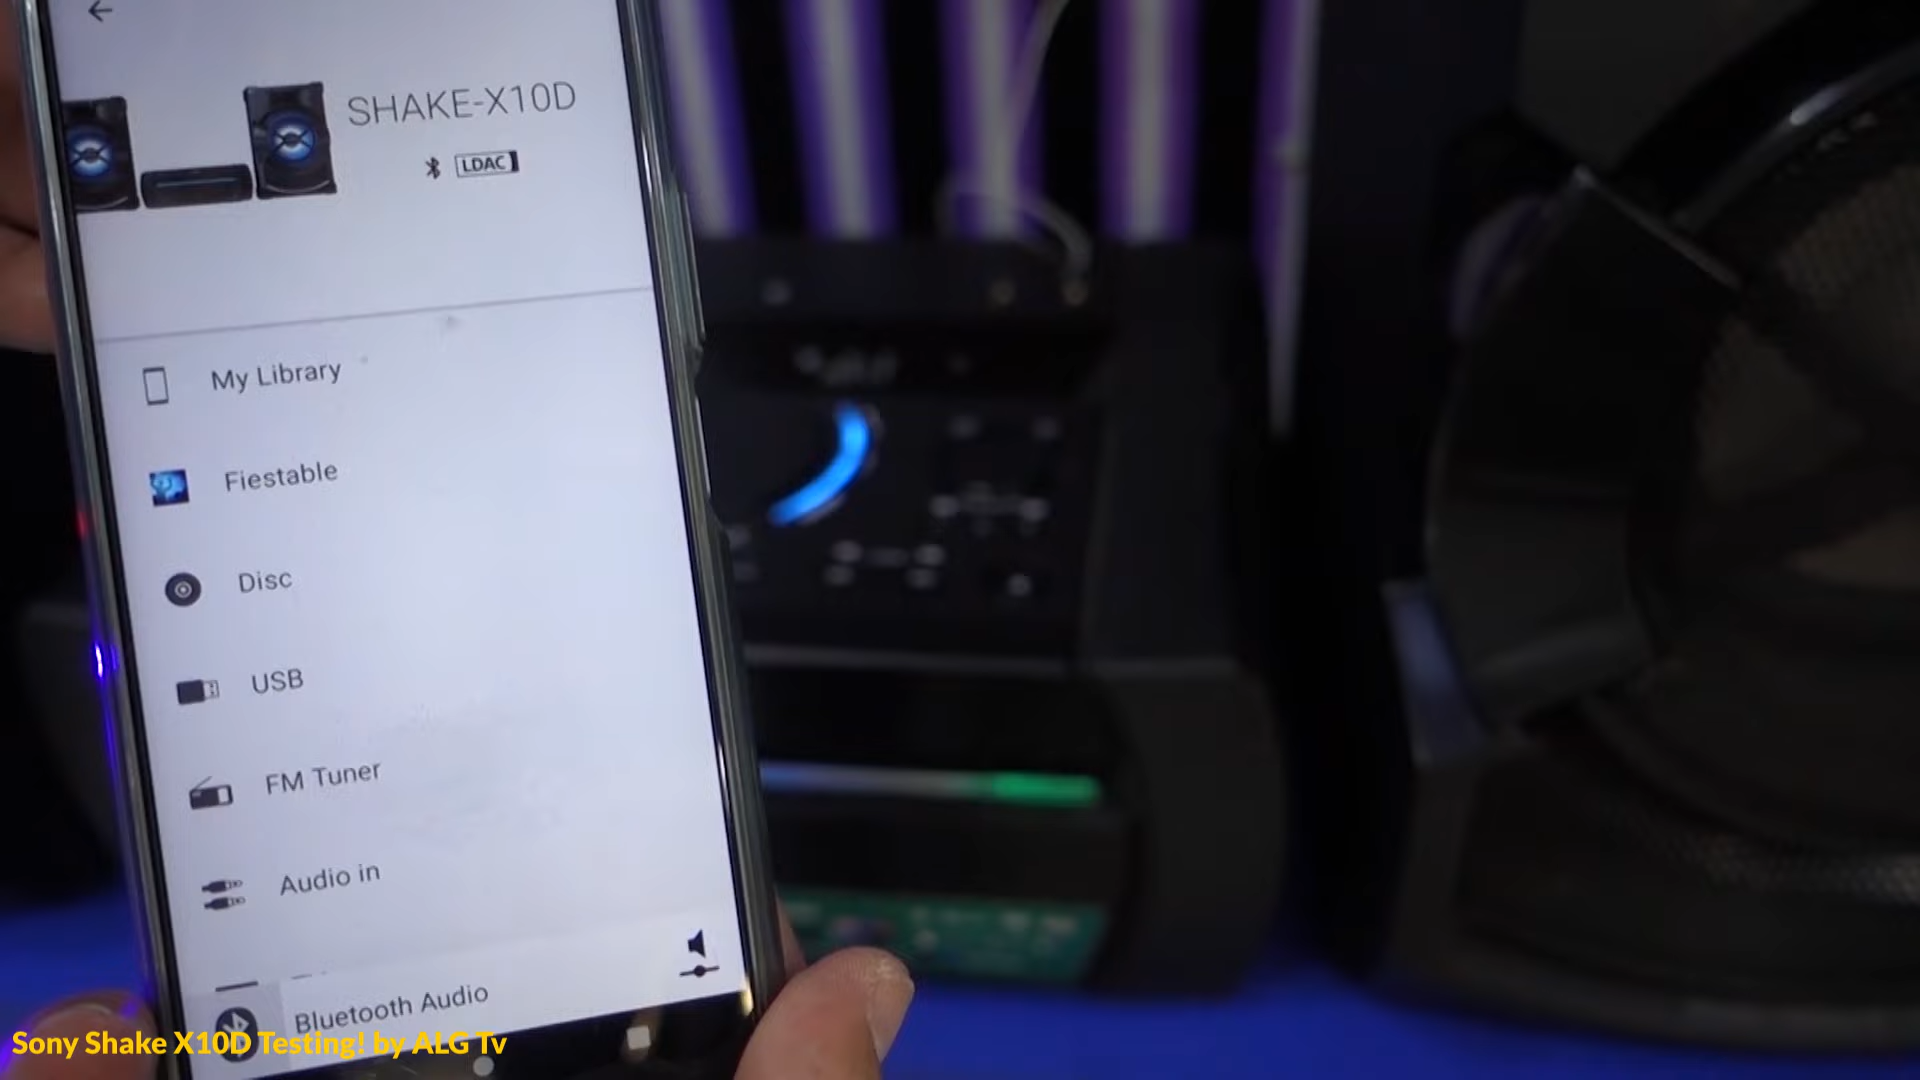 SHAKE-X10D
LDAC
My Library
Fiestable
Disc
USB
FM Tuner
Audio in
Bluetooth Audio
Sony Shake X10D Testing! by ALG Tv